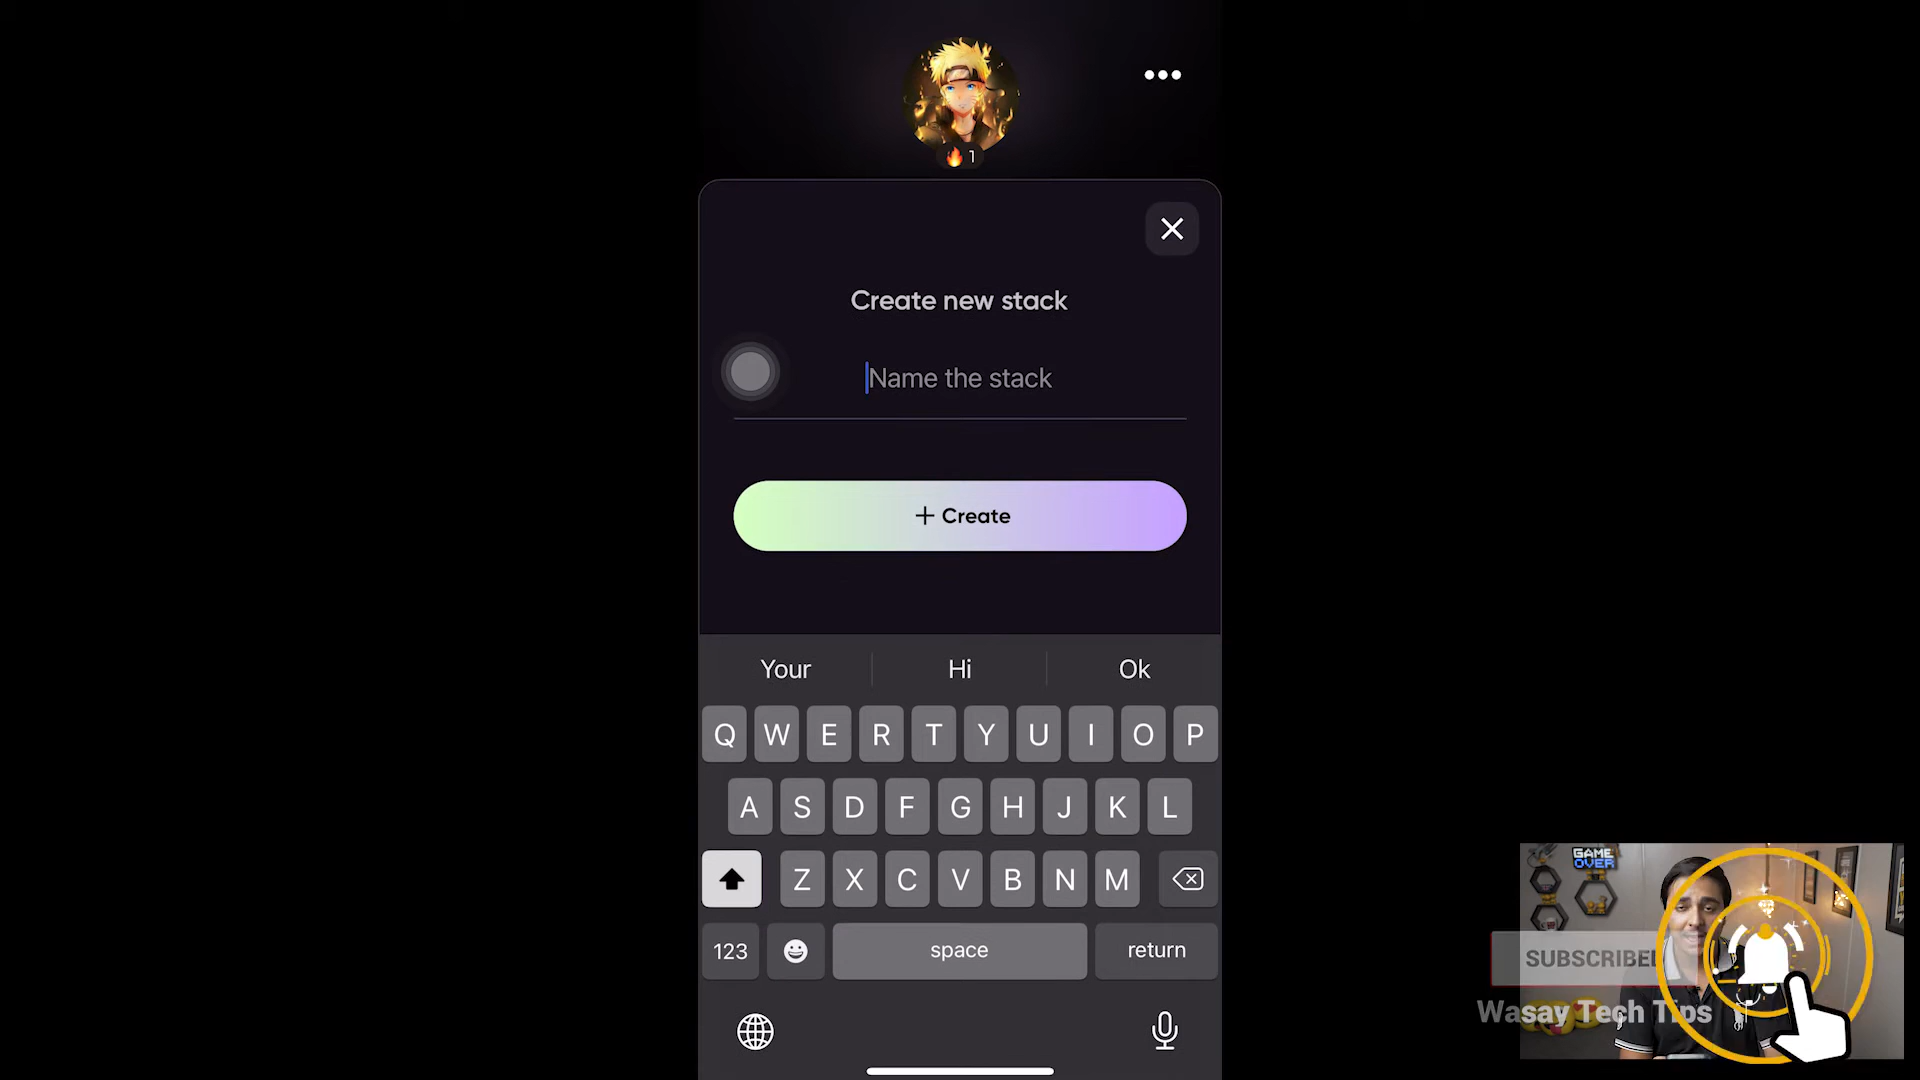 1
Create new stack
Name the stack
+ Create
Your Hi Ok
Q W E R T Y U I O P
A S D F G H J K L
Z X C V B N M
123 space return
GAME
OVER
SUBSCRIBED
Wasay Tech Tips